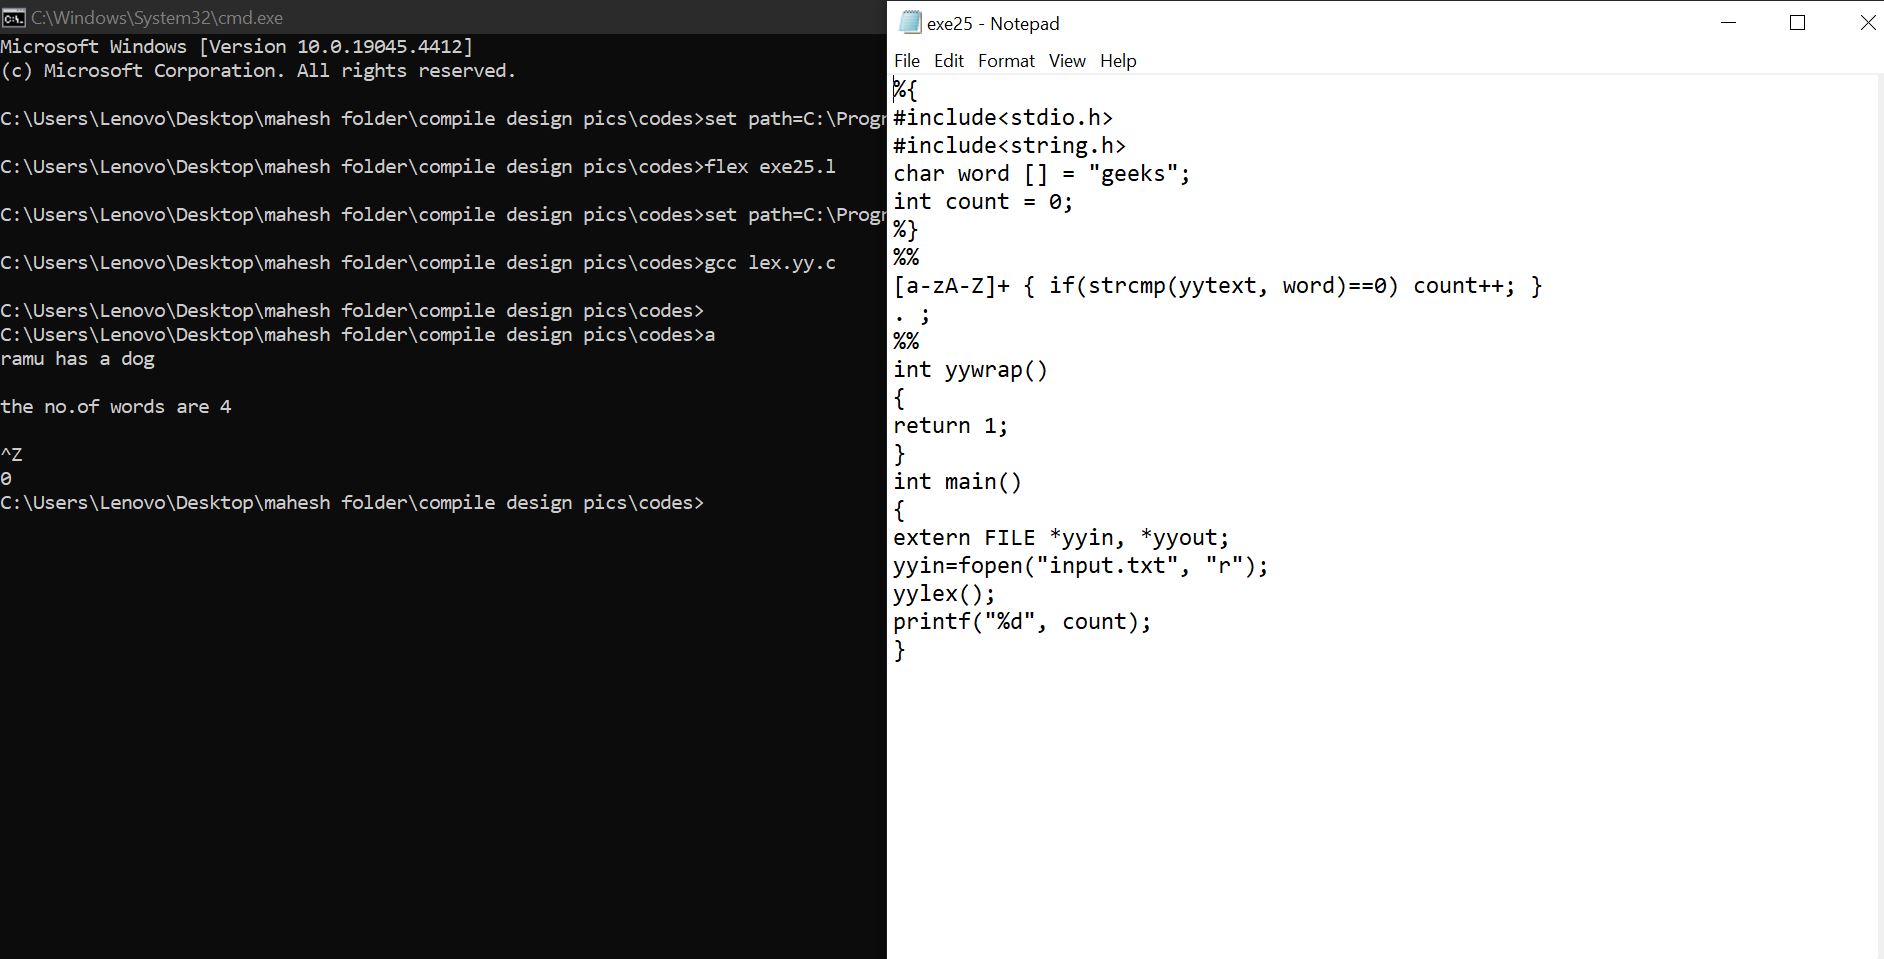 C:\Windows\System32\cmd.exe
Microsoft Windows [Version 10.0.19045.4412]
(c) Microsoft Corporation. All rights reserved.
C:\Users\Lenovo\Desktop\mahesh folder\compile design pics\codes>set path=C:\Progr
C:\Users\Lenovo\Desktop\mahesh folder\compile design pics\codes>flex exe25.l
C:\Users\Lenovo\Desktop\mahesh folder\compile design pics\codes>set path=C:\Progr
C:\Users\Lenovo\Desktop\mahesh folder\compile design pics\codes>gcc lex.yy.c
C:\Users\Lenovo\Desktop\mahesh folder\compile design pics\codes>
C:\Users\Lenovo\Desktop\mahesh folder\compile design pics\codes>a
ramu has a dog
the no.of words are 4
^Z
0
C:\Users\Lenovo\Desktop\mahesh folder\compile design pics\codes>
exe25 - Notepad
File Edit Format View Help
%{
#include<stdio.h>
#include<string.h>
char word [] = "geeks";
int count = 0;
%}
%%
[a-zA-Z]+ { if(strcmp(yytext, word)==0) count++; }
. ;
%%
int yywrap()
{
return 1;
}
int main()
{
extern FILE *yyin, *yyout;
yyin=fopen("input.txt", "r");
yylex();
printf("%d", count);
}